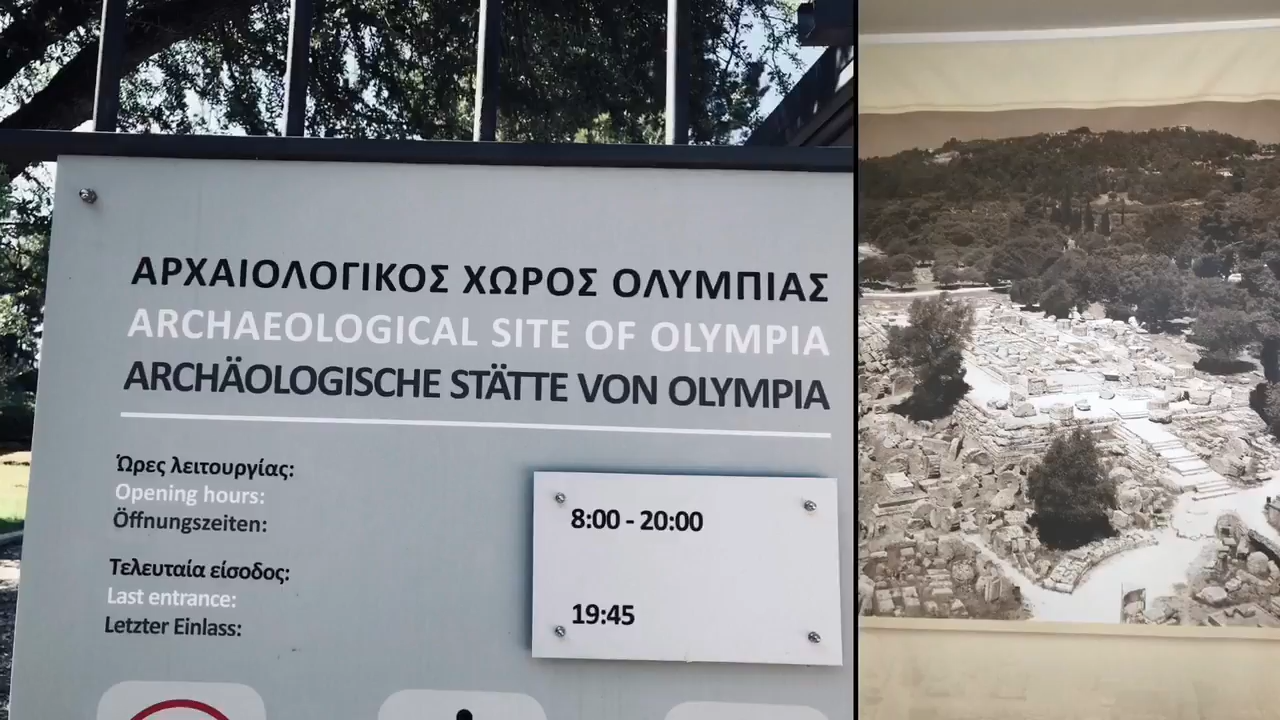 ΑΡΧΑΙΟΛΟΓΙΚΟΣ ΧΩΡΟΣ ΟΛΥΜΠΙΑΣ
ARCHAEOLOGICAL SITE OF OLYMPIA
ARCHÄOLOGISCHE STÄTTE VON OLYMPIA
Ώρες λειτουργίας:
Opening hours:
Öffnungszeiten:
8:00 - 20:00
Τελευταία είσοδος:
Last entrance:
Letzter Einlass:
19:45